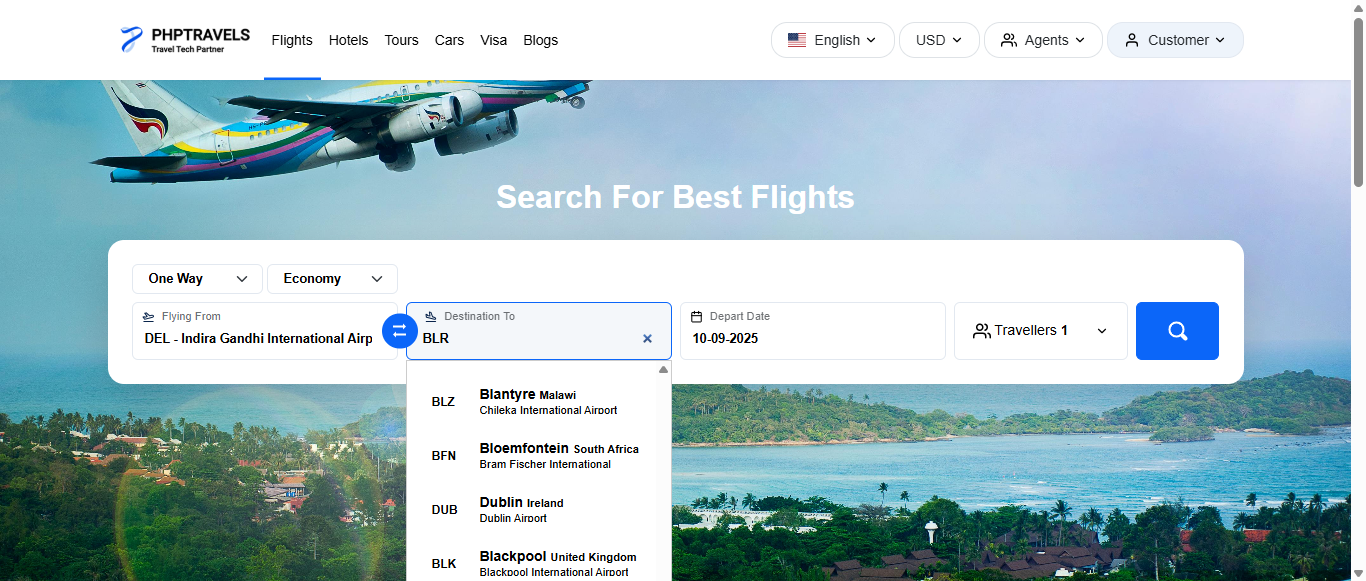 PHPTRAVELS
Travel Tech Partner
Flights Hotels Tours Cars Visa Blogs
English USD Agents Customer
Search For Best Flights
One Way Economy
Flying From
DEL - Indira Gandhi International Airp
Destination To
BLR
Depart Date
10-09-2025
Travellers 1
BLZ Blantyre Malawi
Chileka International Airport
BFN Bloemfontein South Africa
Bram Fischer International
DUB Dublin Ireland
Dublin Airport
BLK Blackpool United Kingdom
Blackpool International Airport